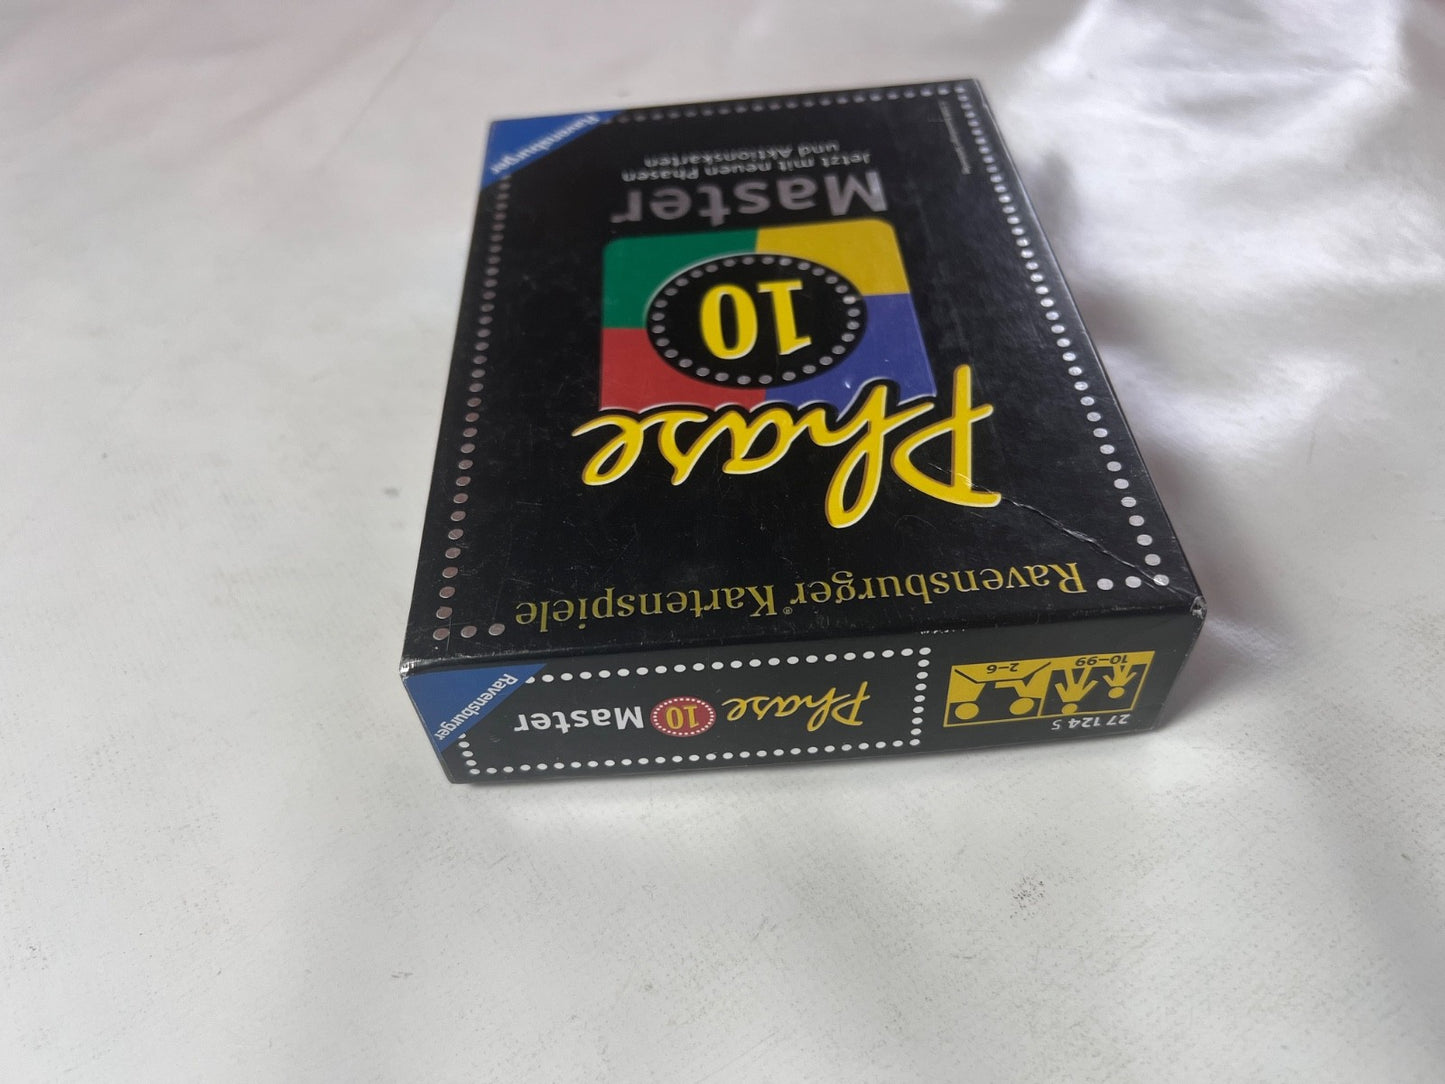 Ravensburger Kartenspiele
Phase
10
Master
Jetzt mit neuen Phasen
und Aktionskarten
Ravensburger
27 124 5
10–99
2–6
Phase 10 Master
Ravensburger